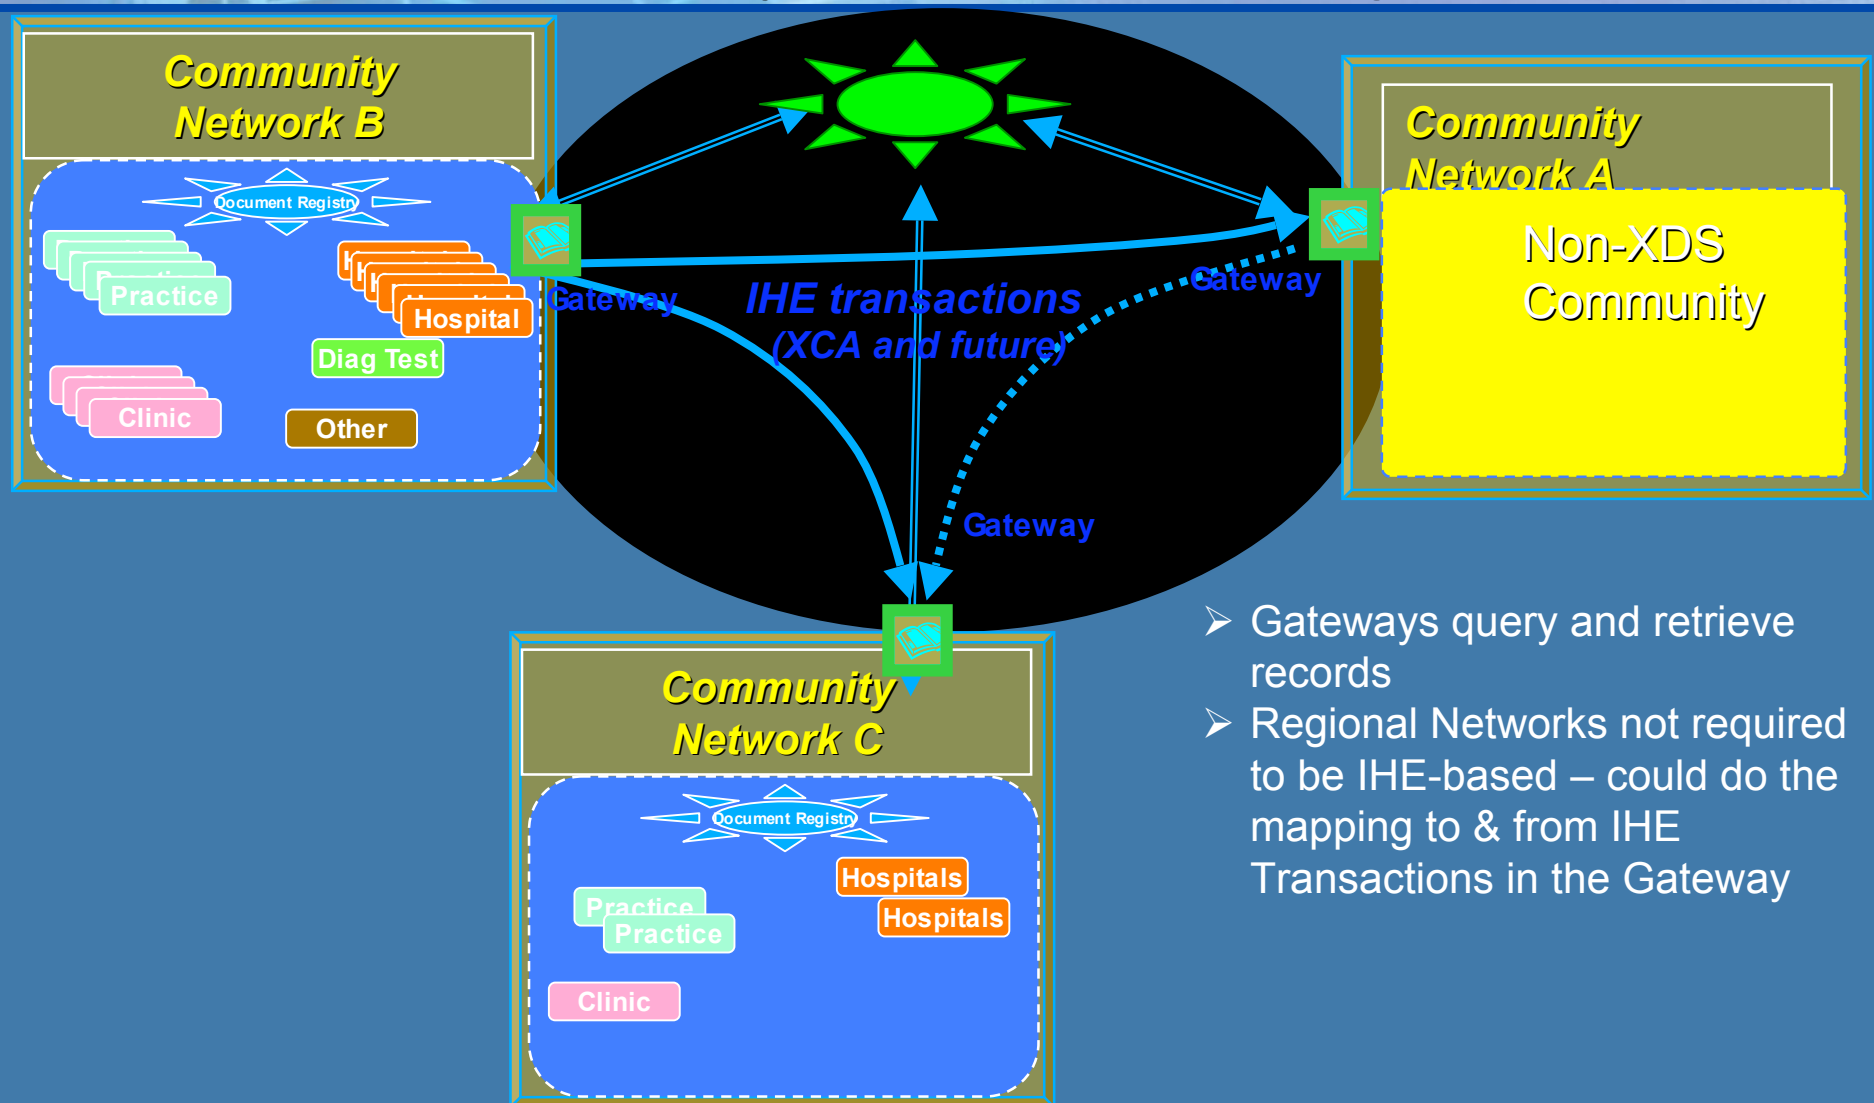 Community
Network B
Document Registry
Practice
Practice
Hospital
Hospital
Diag Test
Clinic
Other
Gateway
IHE transactions
(XCA and future)
Gateway
Gateway
Community
Network A
Non-XDS
Community
Community
Network C
Document Registry
Practice
Practice
Hospitals
Hospitals
Clinic
Gateways query and retrieve
records
Regional Networks not required
to be IHE-based – could do the
mapping to & from IHE
Transactions in the Gateway